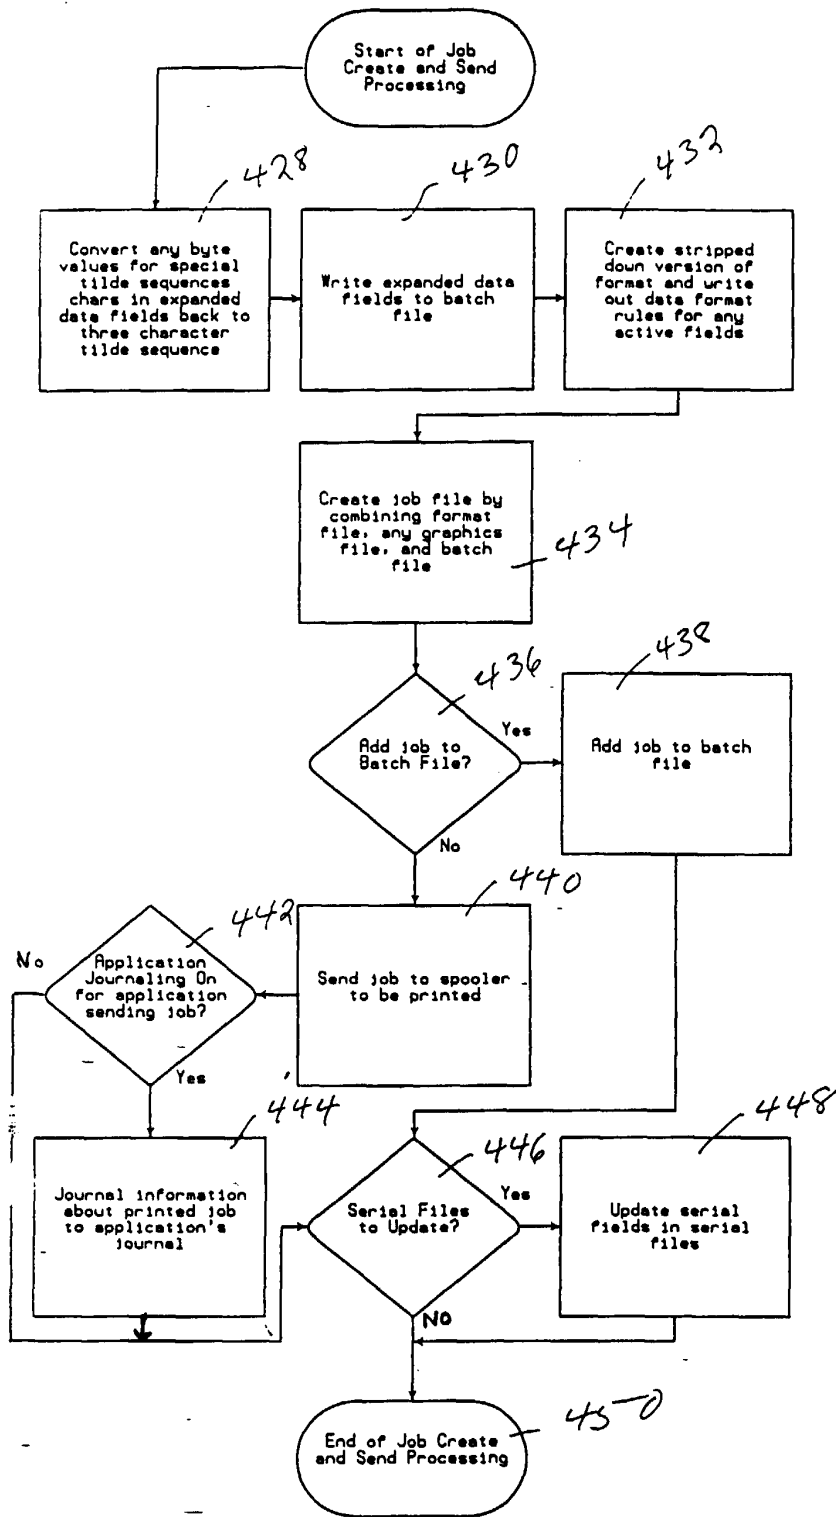 Start of Job
Create and Send
Processing
428
430
432
Convert any byte
values for special
tilde sequences
chars in expanded
data fields back to
three character
tilde sequence
Write expanded data
fields to batch
file
Create stripped
down version of
format and write
out data format
rules for any
active fields
Create job file by
combining format
file, any graphics
file, and batch
file
434
436
438
Add job to
Batch File?
Yes
Add job to batch
file
No
440
442
No
Application
Journaling On
for application
sending job?
Send job to spooler
to be printed
Yes
444
446
448
Journal information
about printed job
to application's
journal
Serial Files
to Update?
Yes
Update serial
fields in serial
files
NO
450
End of Job Create
and Send Processing